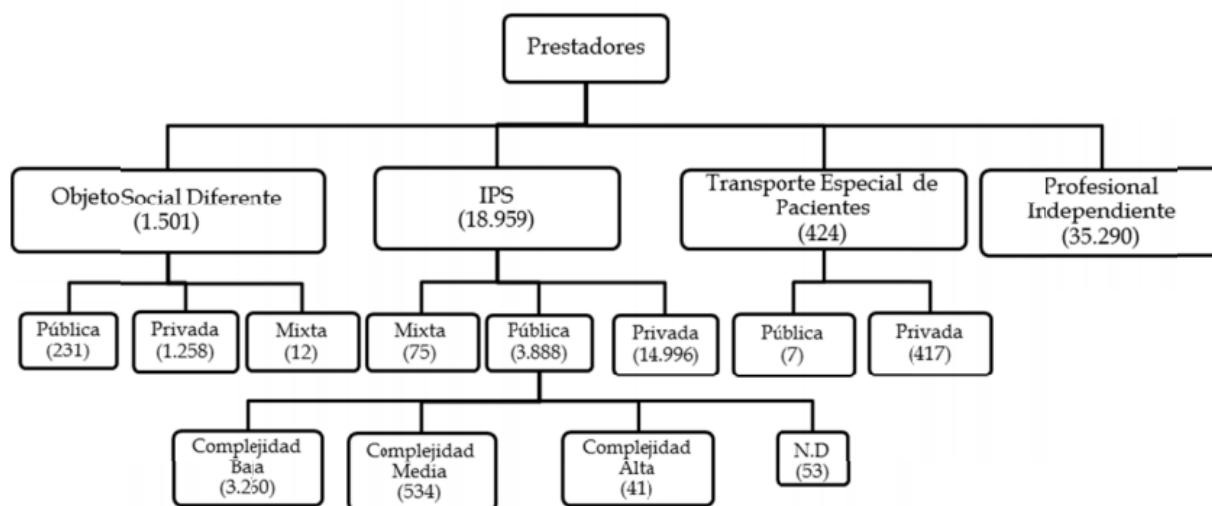 Prestadores
Objeto Social Diferente
(1.501)
IPS
(18.959)
Transporte Especial de
Pacientes
(424)
Profesional
Independiente
(35.290)
Pública
(231)
Privada
(1.258)
Mixta
(12)
Mixta
(75)
Pública
(3.888)
Privada
(14.996)
Pública
(7)
Privada
(417)
Complejidad
Baja
(3.260)
Complejidad
Media
(534)
Complejidad
Alta
(41)
N.D
(53)